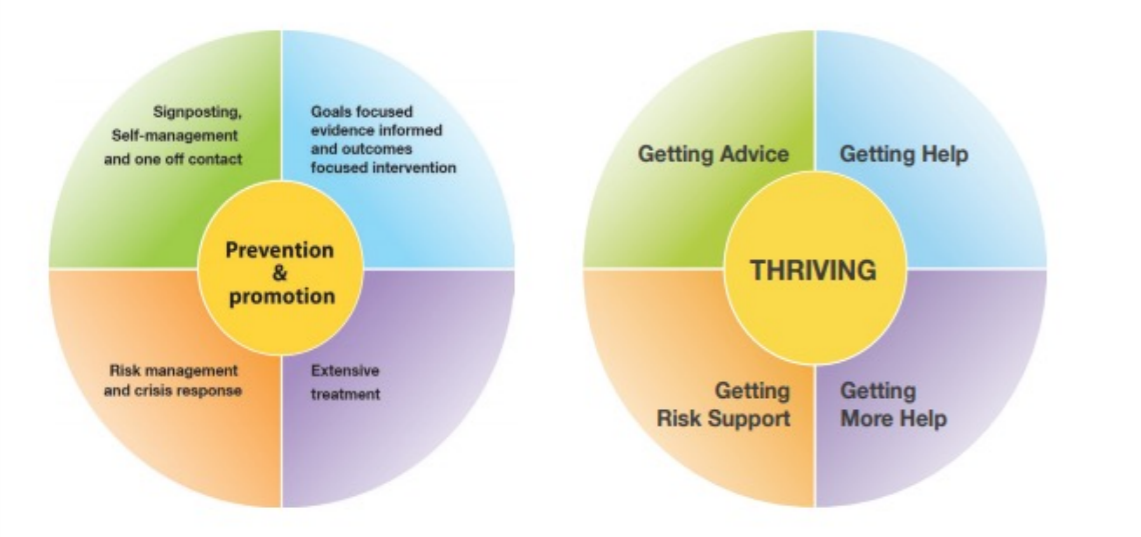 Signposting,
Self-management
and one off contact
Goals focused
evidence informed
and outcomes
focused intervention
Prevention
&
promotion
Risk management
and crisis response
Extensive
treatment
Getting Advice
Getting Help
THRIVING
Getting
Risk Support
Getting
More Help